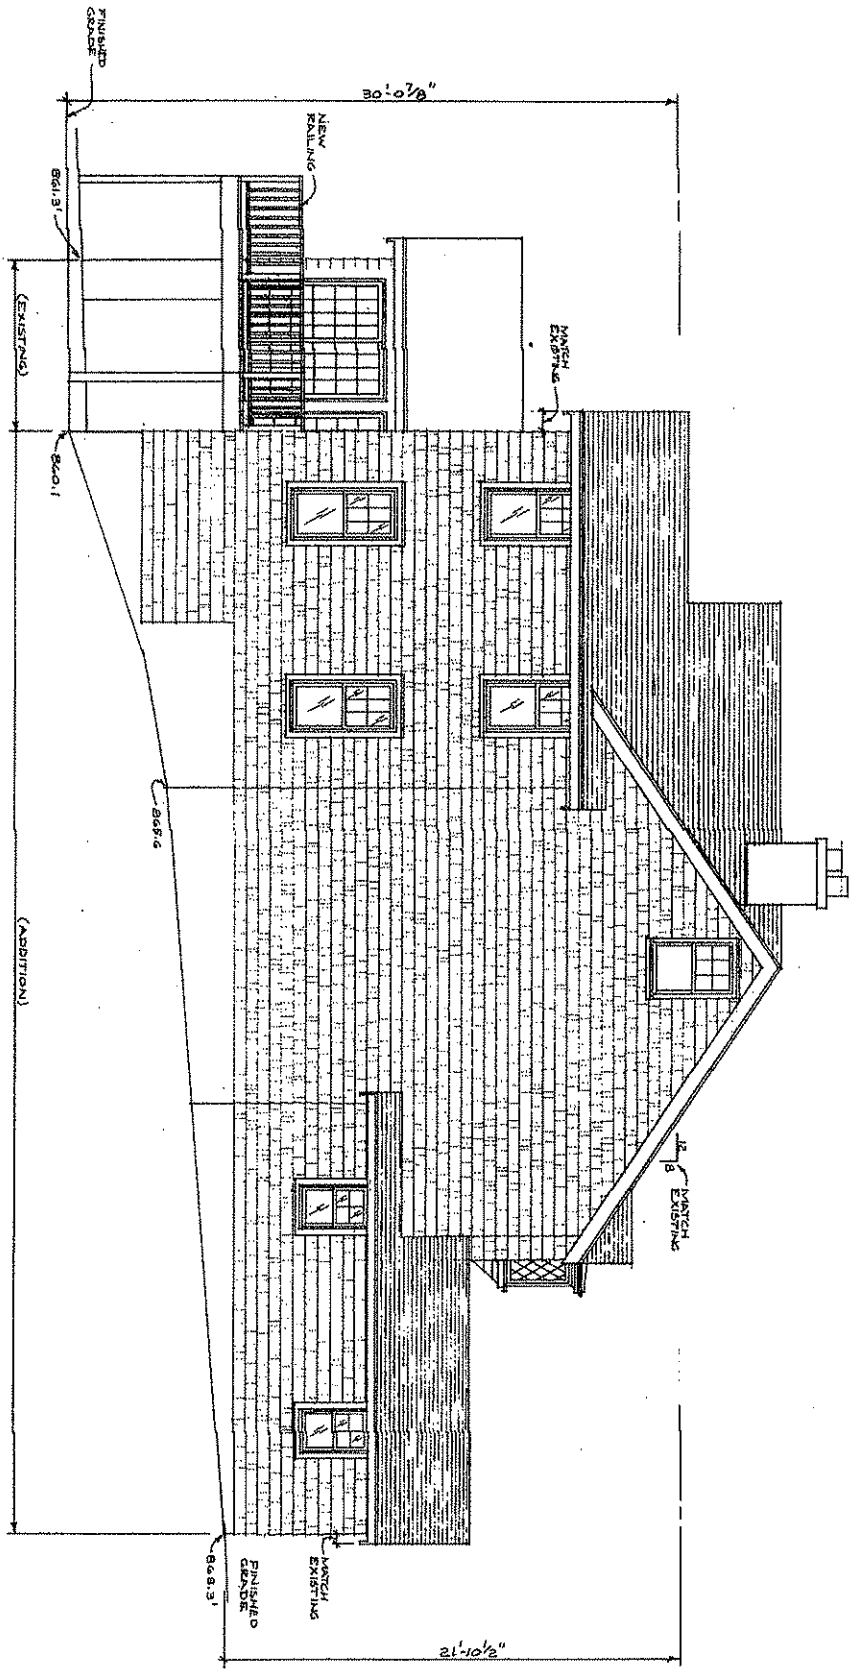 FINISHED
GRADE
30'-0 7/8"
NEW
RAILING
861.3'
(EXISTING)
MATCH
EXISTING
860.1
865.6
(ADDITION)
12
8
MATCH
EXISTING
MATCH
EXISTING
FINISHED
GRADE
868.3'
21'-10 1/2"